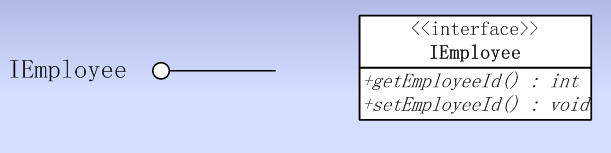 IEmployee
<<interface>>
IEmployee
+getEmployeeId() : int
+setEmployeeId() : void